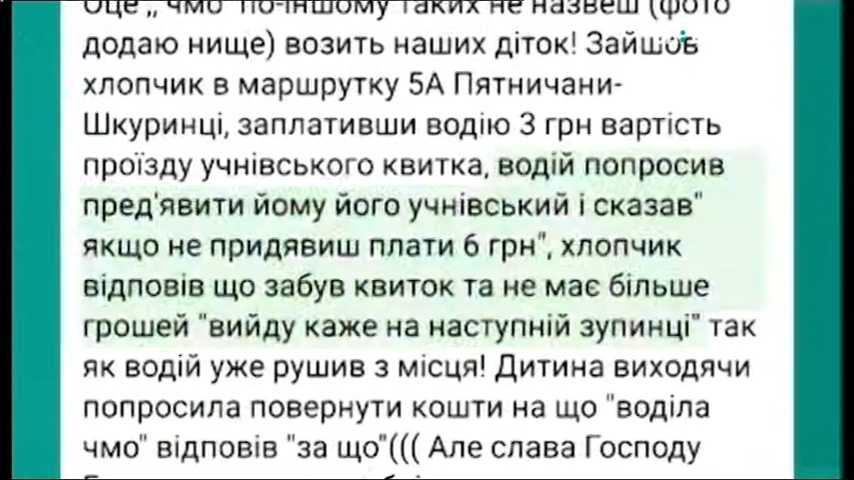 Оце ,, чмо" по-іншому таких не назвеш (фото
додаю нище) возить наших діток! Зайшов
хлопчик в маршрутку 5А Пятничани-
Шкуринці, заплативши водію 3 грн вартість
проїзду учнівського квитка, водій попросив
пред'явити йому його учнівський і сказав"
якщо не придявиш плати 6 грн", хлопчик
відповів що забув квиток та не має більше
грошей "вийду каже на наступній зупинці" так
як водій уже рушив з місця! Дитина виходячи
попросила повернути кошти на що "воділа
чмо" відповів "за що"((( Але слава Господу